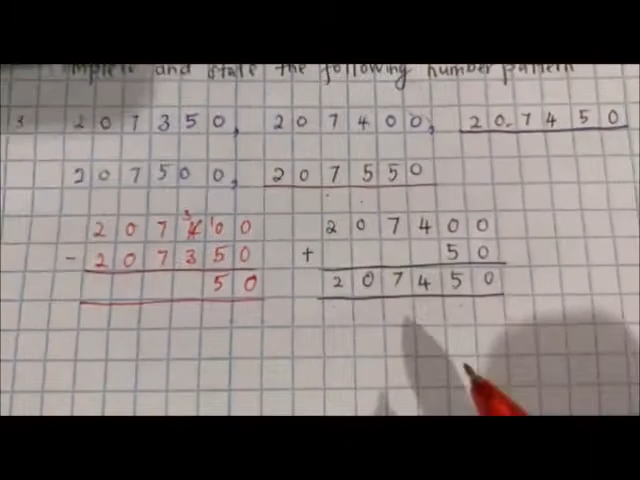 and state the following number pattern
3 207350, 207400, 207450
207500, 207550
207400 207400
- 207350 + 50
50 207450